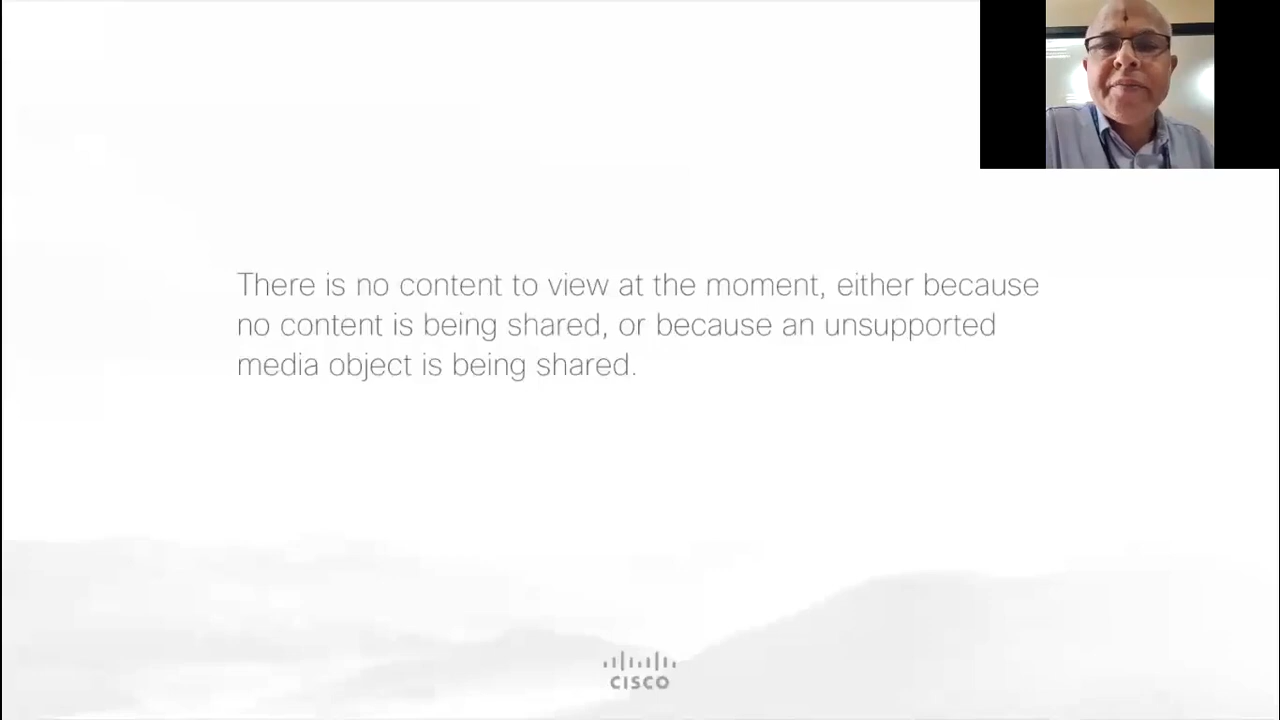 There is no content to view at the moment, either because
no content is being shared, or because an unsupported
media object is being shared.
CISCO